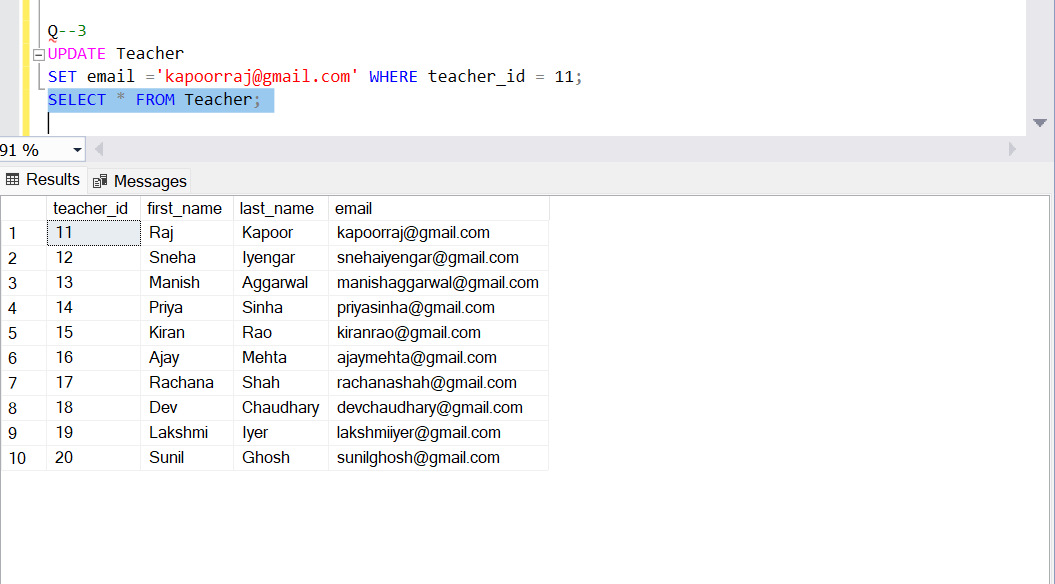 Q--3
UPDATE Teacher
SET email ='kapoorraj@gmail.com' WHERE teacher_id = 11;
SELECT * FROM Teacher;
91 %
Results Messages
teacher_id first_name last_name email
1 11 Raj Kapoor kapoorraj@gmail.com
2 12 Sneha Iyengar snehaiyengar@gmail.com
3 13 Manish Aggarwal manishaggarwal@gmail.com
4 14 Priya Sinha priyasinha@gmail.com
5 15 Kiran Rao kiranrao@gmail.com
6 16 Ajay Mehta ajaymehta@gmail.com
7 17 Rachana Shah rachanashah@gmail.com
8 18 Dev Chaudhary devchaudhary@gmail.com
9 19 Lakshmi Iyer lakshmiiyer@gmail.com
10 20 Sunil Ghosh sunilghosh@gmail.com